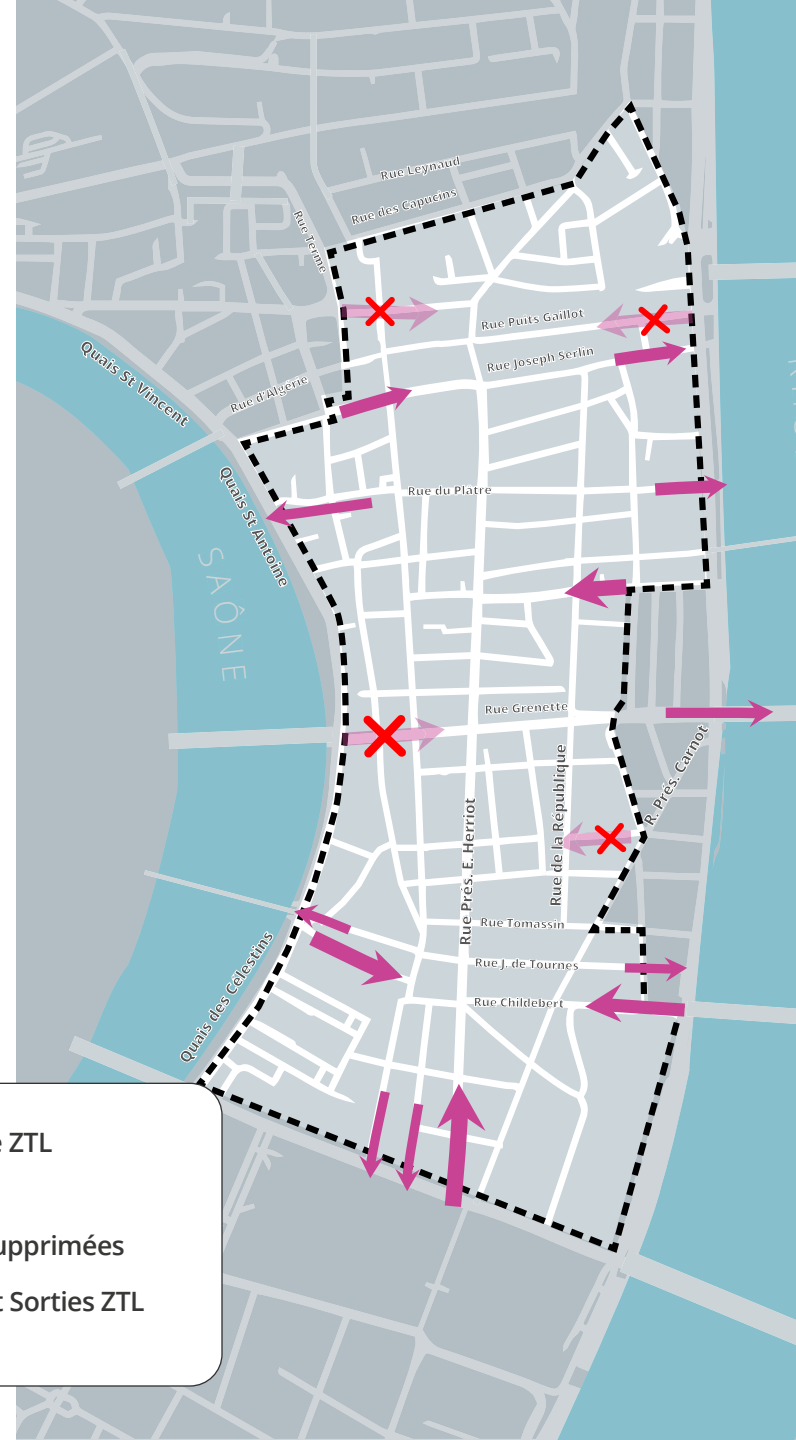 Rue Leynaud
Rue des Capucins
Rue Terme
Rue Puits Gaillot
Quais St Vincent
Rue Joseph Serlin
Rue d'Algérie
Rue du Platre
Quais St Antoine
SAÔNE
Rue Grenette
R. Prés. Carnot
Rue de la République
Rue Prés. E. Herriot
Rue Tomassin
Rue J. de Tournes
Quais des Célestins
Rue Childebert
ZTL
Sorties ZTL